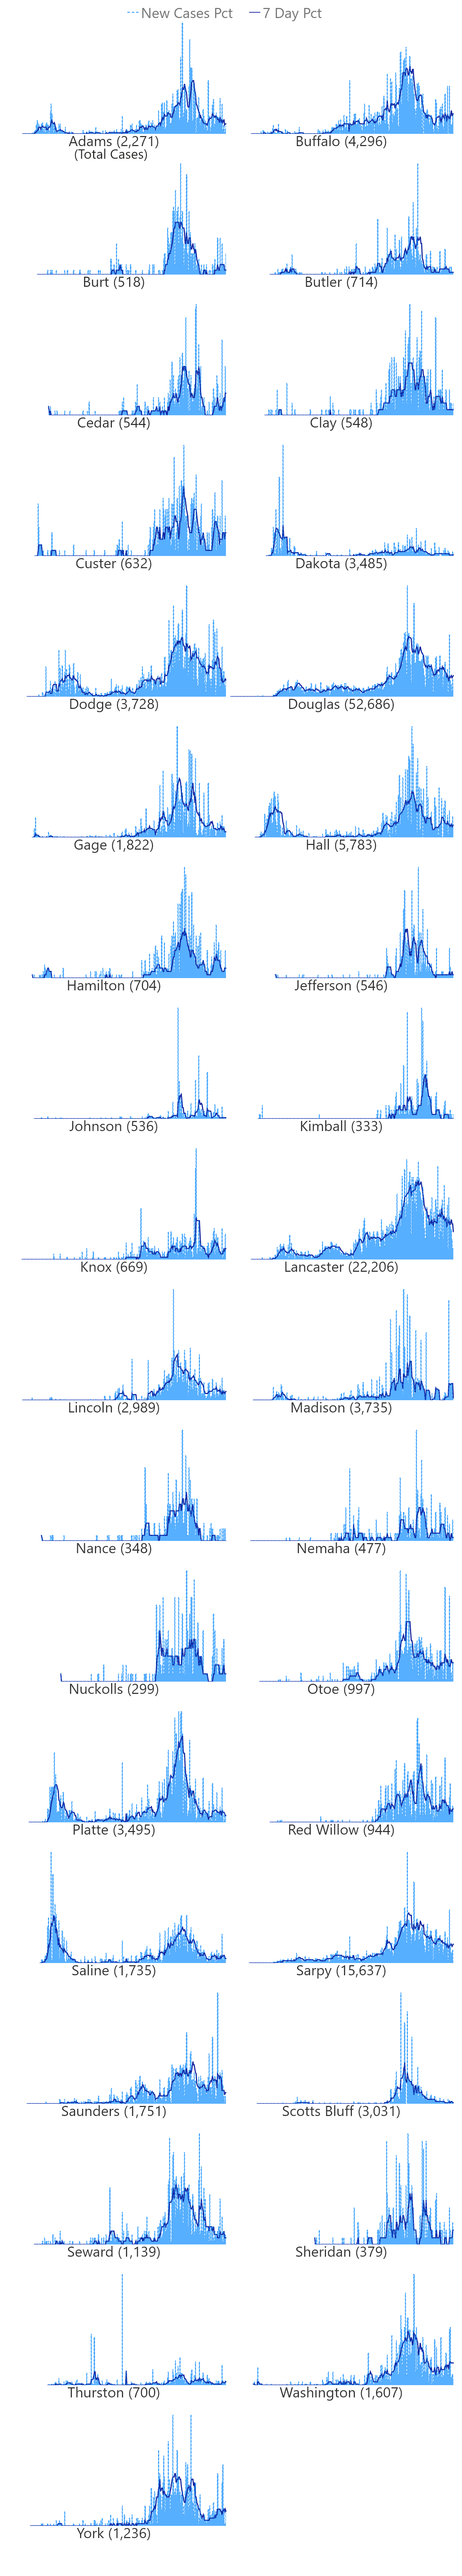 New Cases Pct 7 Day Pct
Adams (2,271) Buffalo (4,296)
(Total Cases)
Burt (518) Butler (714)
Cedar (544) Clay (548)
Custer (632) Dakota (3,485)
Dodge (3,728) Douglas (52,686)
Gage (1,822) Hall (5,783)
Hamilton (704) Jefferson (546)
Johnson (536) Kimball (333)
Knox (669) Lancaster (22,206)
Lincoln (2,989) Madison (3,735)
Nance (348) Nemaha (477)
Nuckolls (299) Otoe (997)
Platte (3,495) Red Willow (944)
Saline (1,735) Sarpy (15,637)
Saunders (1,751) Scotts Bluff (3,031)
Seward (1,139) Sheridan (379)
Thurston (700) Washington (1,607)
York (1,236)